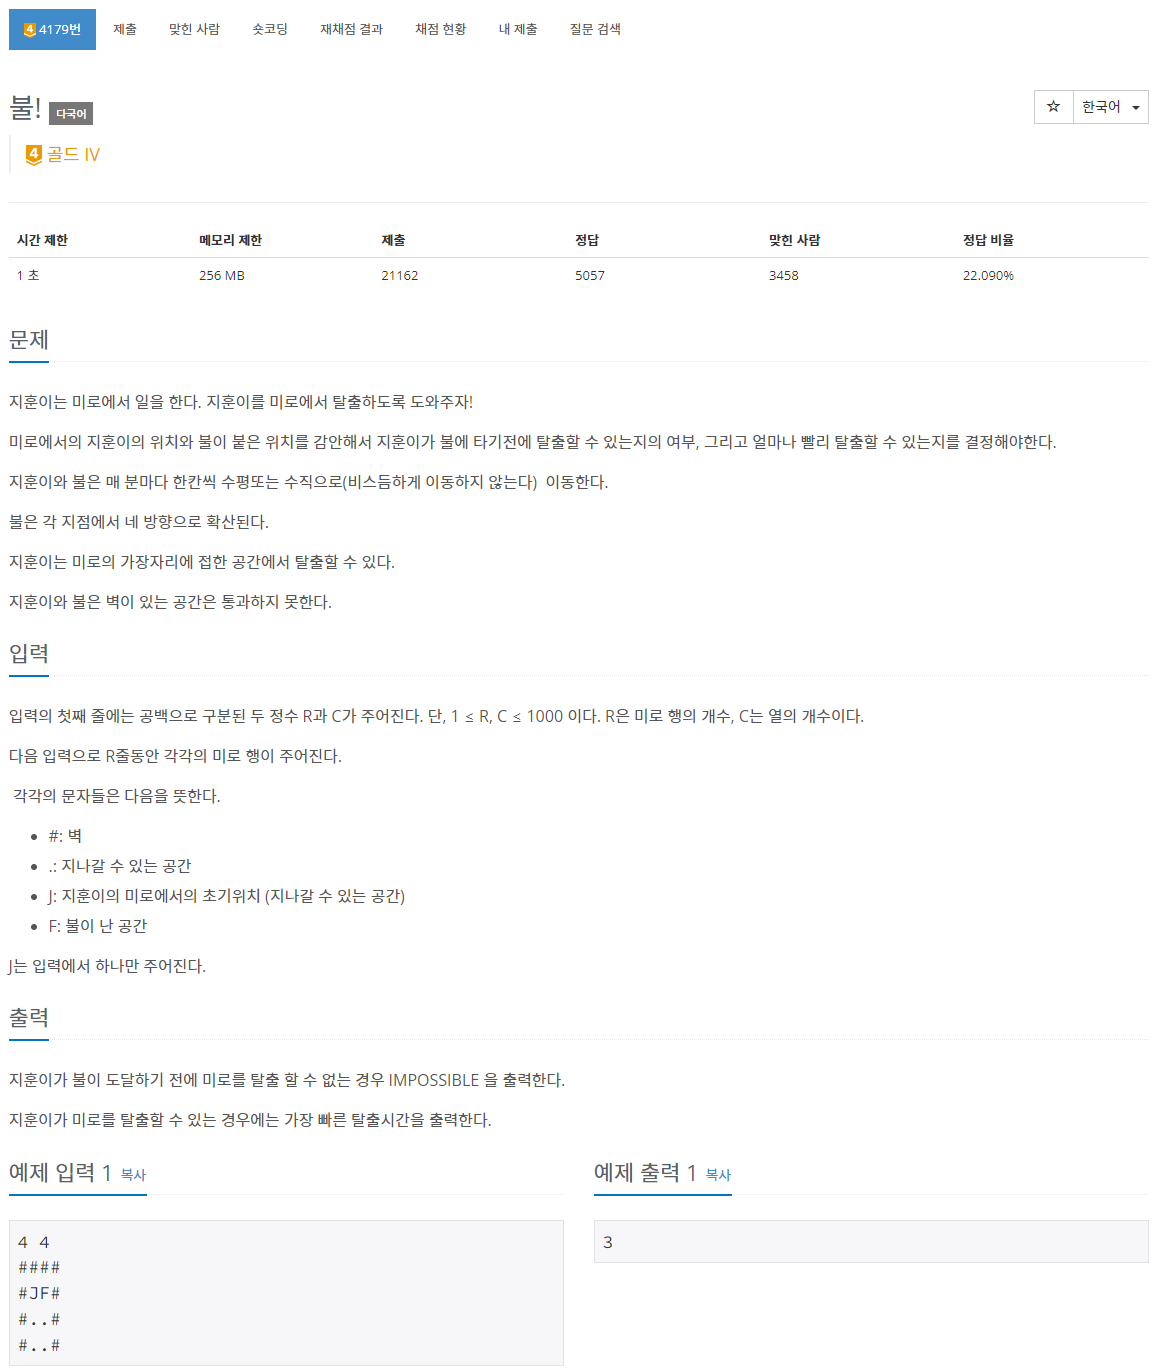 4 4179번 제출 맞힌 사람 숏코딩 재채점 결과 채점 현황 내 제출 질문 검색
불! 다국어 ☆ 한국어
4 골드 IV
시간 제한 메모리 제한 제출 정답 맞힌 사람 정답 비율
1 초 256 MB 21162 5057 3458 22.090%
문제
지훈이는 미로에서 일을 한다. 지훈이를 미로에서 탈출하도록 도와주자!
미로에서의 지훈이의 위치와 불이 붙은 위치를 감안해서 지훈이가 불에 타기전에 탈출할 수 있는지의 여부, 그리고 얼마나 빨리 탈출할 수 있는지를 결정해야한다.
지훈이와 불은 매 분마다 한칸씩 수평또는 수직으로(비스듬하게 이동하지 않는다) 이동한다.
불은 각 지점에서 네 방향으로 확산된다.
지훈이는 미로의 가장자리에 접한 공간에서 탈출할 수 있다.
지훈이와 불은 벽이 있는 공간은 통과하지 못한다.
입력
입력의 첫째 줄에는 공백으로 구분된 두 정수 R과 C가 주어진다. 단, 1 ≤ R, C ≤ 1000 이다. R은 미로 행의 개수, C는 열의 개수이다.
다음 입력으로 R줄동안 각각의 미로 행이 주어진다.
각각의 문자들은 다음을 뜻한다.
• #: 벽
• .: 지나갈 수 있는 공간
• J: 지훈이의 미로에서의 초기위치 (지나갈 수 있는 공간)
• F: 불이 난 공간
J는 입력에서 하나만 주어진다.
출력
지훈이가 불이 도달하기 전에 미로를 탈출 할 수 없는 경우 IMPOSSIBLE 을 출력한다.
지훈이가 미로를 탈출할 수 있는 경우에는 가장 빠른 탈출시간을 출력한다.
예제 입력 1 복사
4 4
####
#JF#
#..#
#..#
예제 출력 1 복사
3